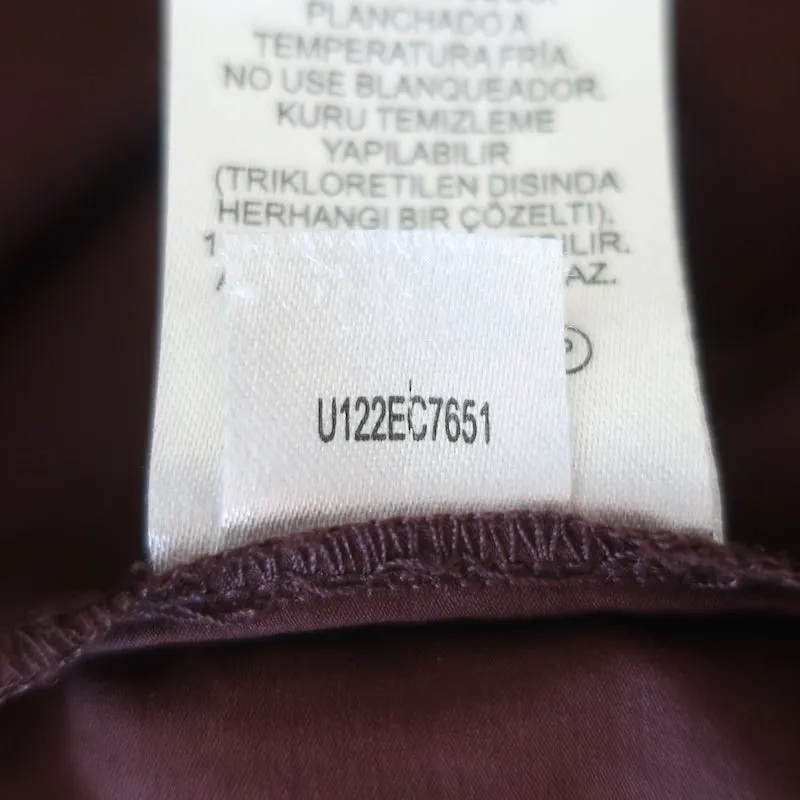 PLANCHADO A
TEMPERATURA FRÍA.
NO USE BLANQUEADOR.
KURU TEMIZLEME
YAPILABILIR
(TRIKLORETILEN DISINDA
HERHANGI BIR ÇÖZELTI).
U122EC7651